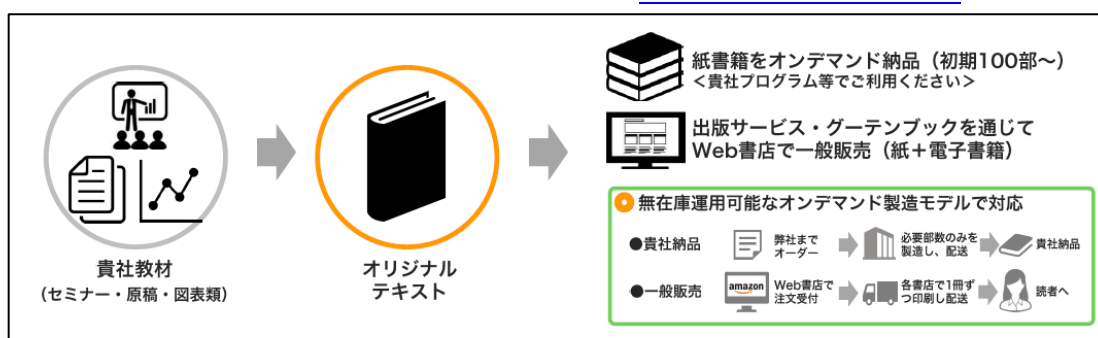 貴社教材
（セミナー・原稿・図表類）
オリジナル
テキスト
紙書籍をオンデマンド納品（初期100部〜）
＜貴社プログラム等でご利用ください＞
出版サービス・グーテンブックを通じて
Web書店で一般販売（紙＋電子書籍）
無在庫運用可能なオンデマンド製造モデルで対応
●貴社納品
弊社まで
オーダー
必要部数のみを
製造し、配送
貴社納品
●一般販売
amazon
Web書店で
注文受付
各書店で1冊ず
つ印刷し配送
読者へ